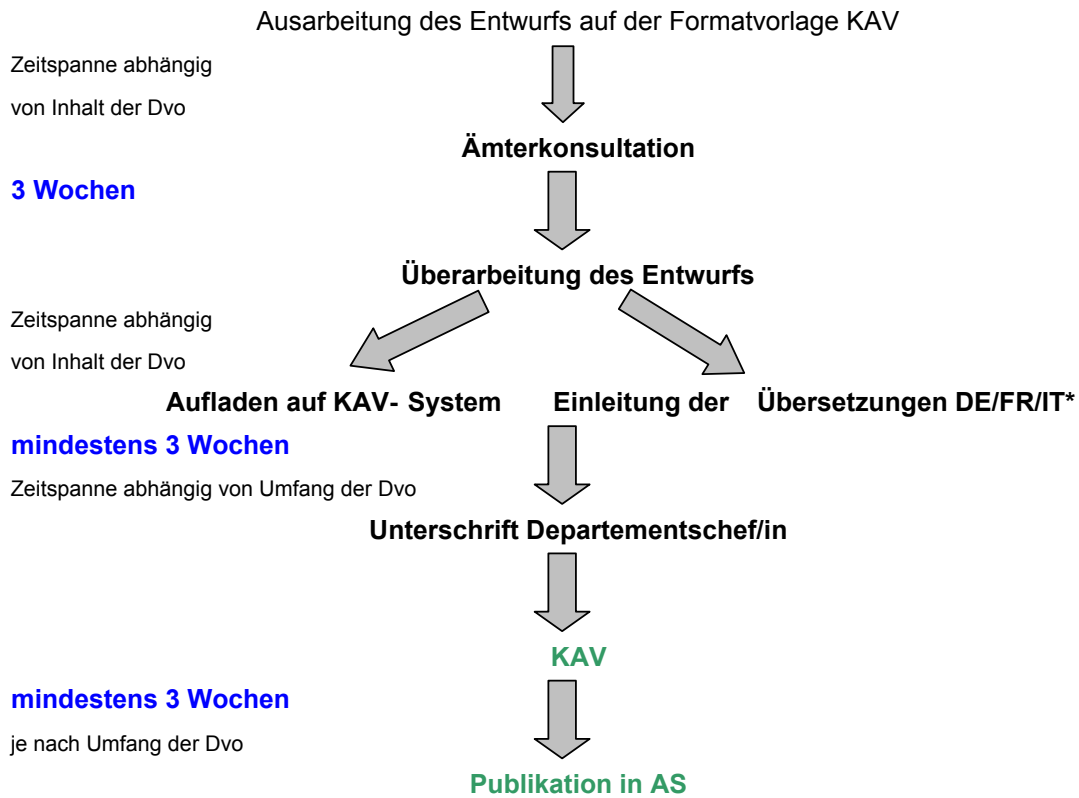 Ausarbeitung des Entwurfs auf der Formatvorlage KAV
Zeitspanne abhängig
von Inhalt der Dvo
Ämterkonsultation
3 Wochen
Überarbeitung des Entwurfs
Zeitspanne abhängig
von Inhalt der Dvo
Aufladen auf KAV- System Einleitung der Übersetzungen DE/FR/IT*
mindestens 3 Wochen
Zeitspanne abhängig von Umfang der Dvo
Unterschrift Departementschef/in
KAV
mindestens 3 Wochen
je nach Umfang der Dvo
Publikation in AS